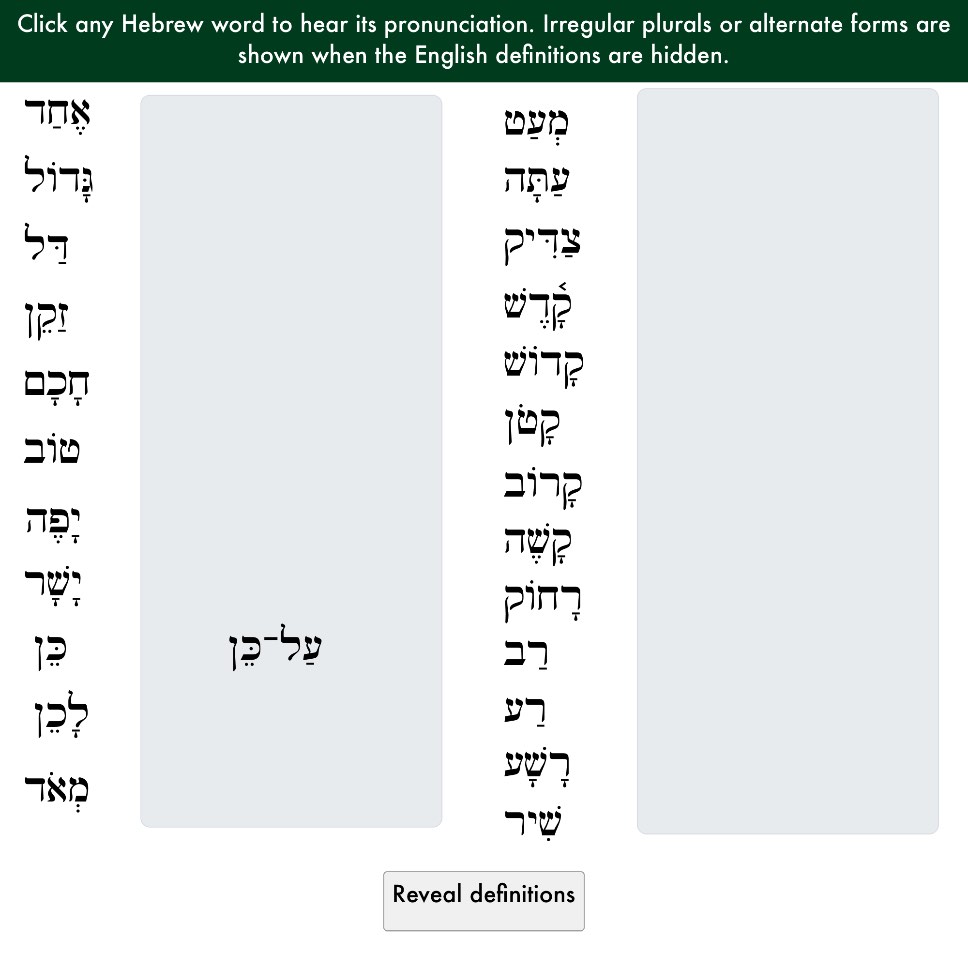 Click any Hebrew word to hear its pronunciation. Irregular plurals or alternate forms are
shown when the English definitions are hidden.
אֶחַד
גָּדוֹל
דַּל
זַקֵן
חָכָם
טוֹב
יָפֶה
יָשָׁר
כֵּן
עַל־כֵּן
לָכֵן
מְאֹד
מְעַט
עַתָּה
צַדִּיק
קָ֫דֶשׁ
קָדוֹשׁ
קָטֹן
קָרוֹב
קָשֶׁה
רָחוֹק
רַב
רַע
רָשָׁע
שִׁיר
Reveal definitions